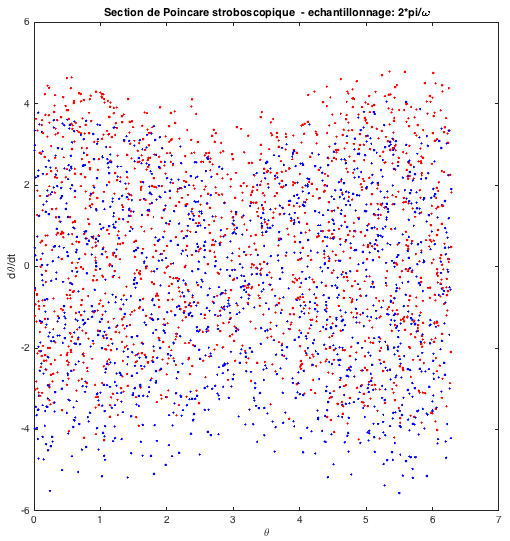 Section de Poincare stroboscopique - echantillonnage: 2*pi/ω
6
4
2
0
-2
-4
-6
dθ/dt
0 1 2 3 4 5 6 7
θ